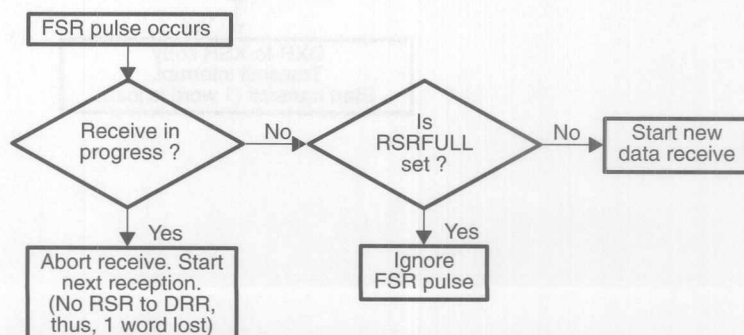 FSR pulse occurs
Receive in
progress ?
No
Is
RSRFULL
set ?
No
Start new
data receive
Yes
Abort receive. Start
next reception.
(No RSR to DRR,
thus, 1 word lost)
Yes
Ignore
FSR pulse